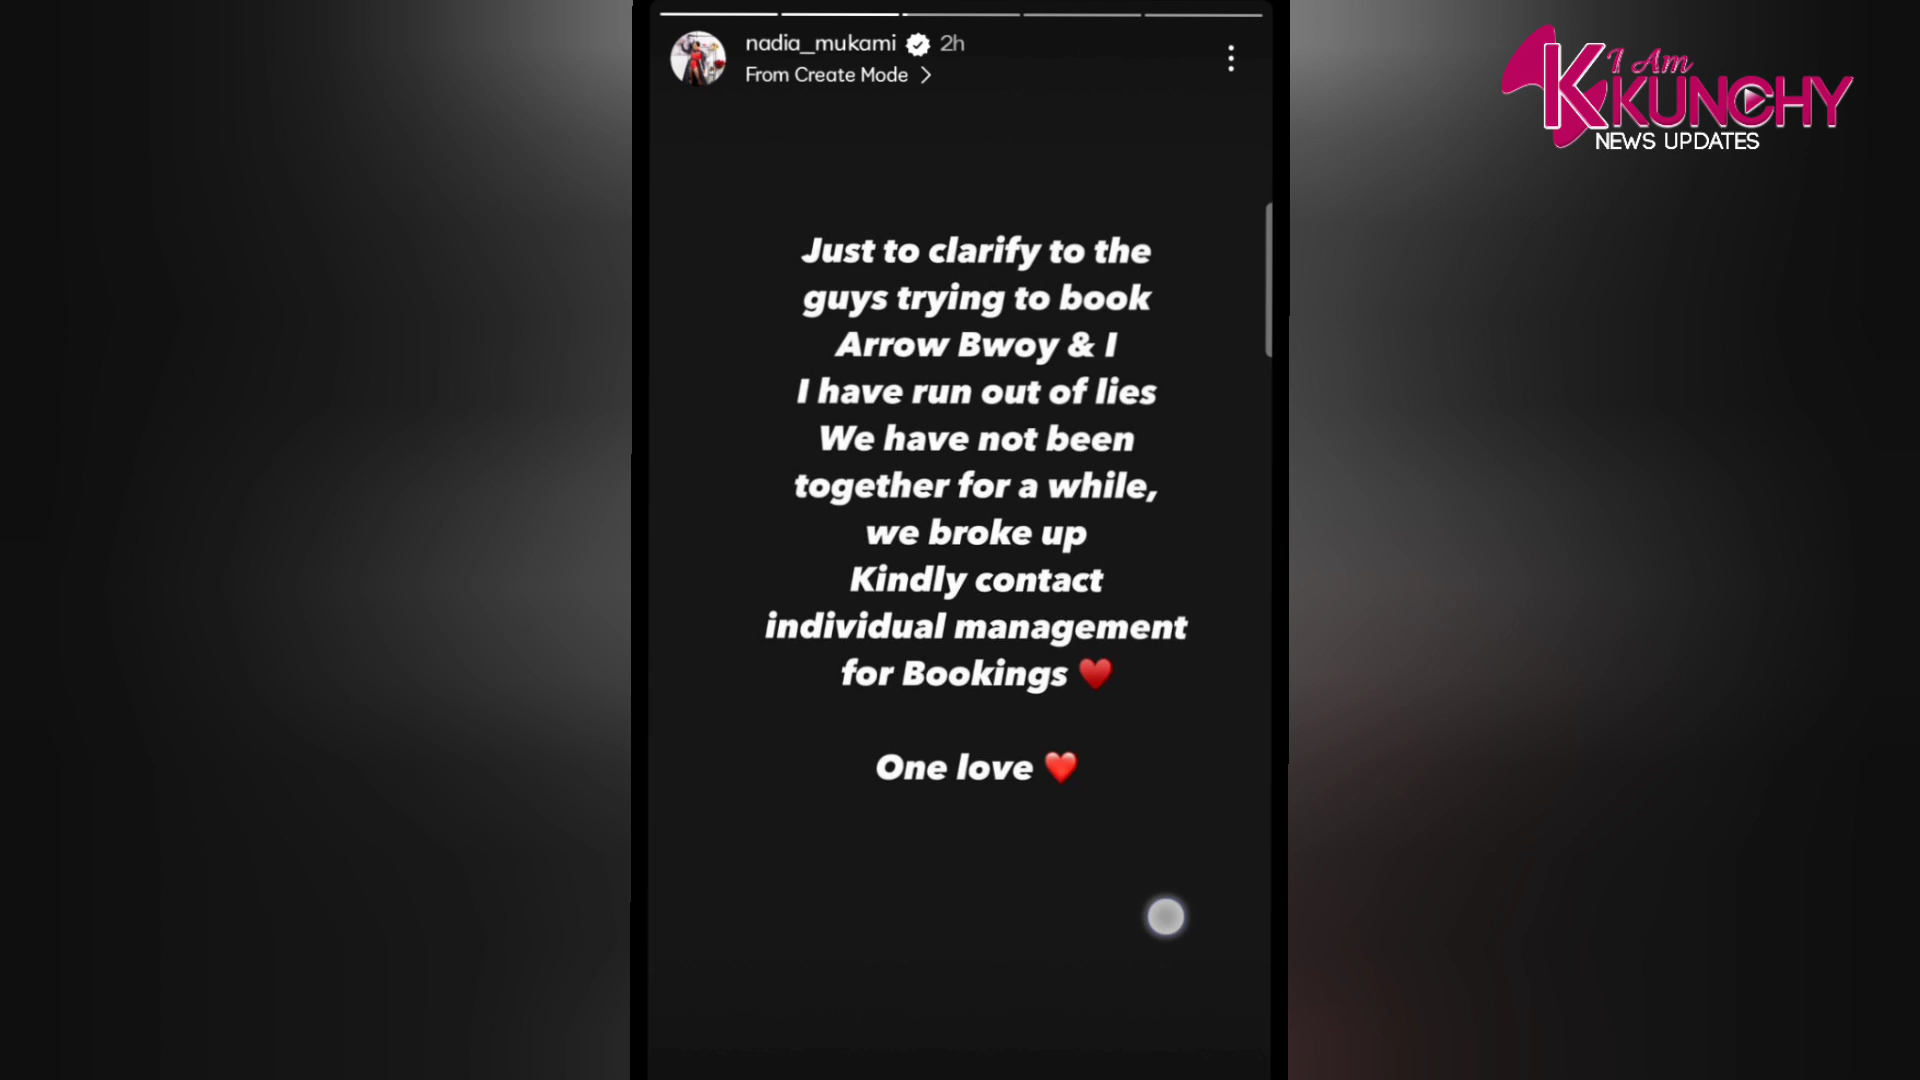 nadia_mukami 2h
From Create Mode
I Am
KUNCHY
NEWS UPDATES
Just to clarify to the
guys trying to book
Arrow Bwoy & I
I have run out of lies
We have not been
together for a while,
we broke up
Kindly contact
individual management
for Bookings ❤️
One love ❤️